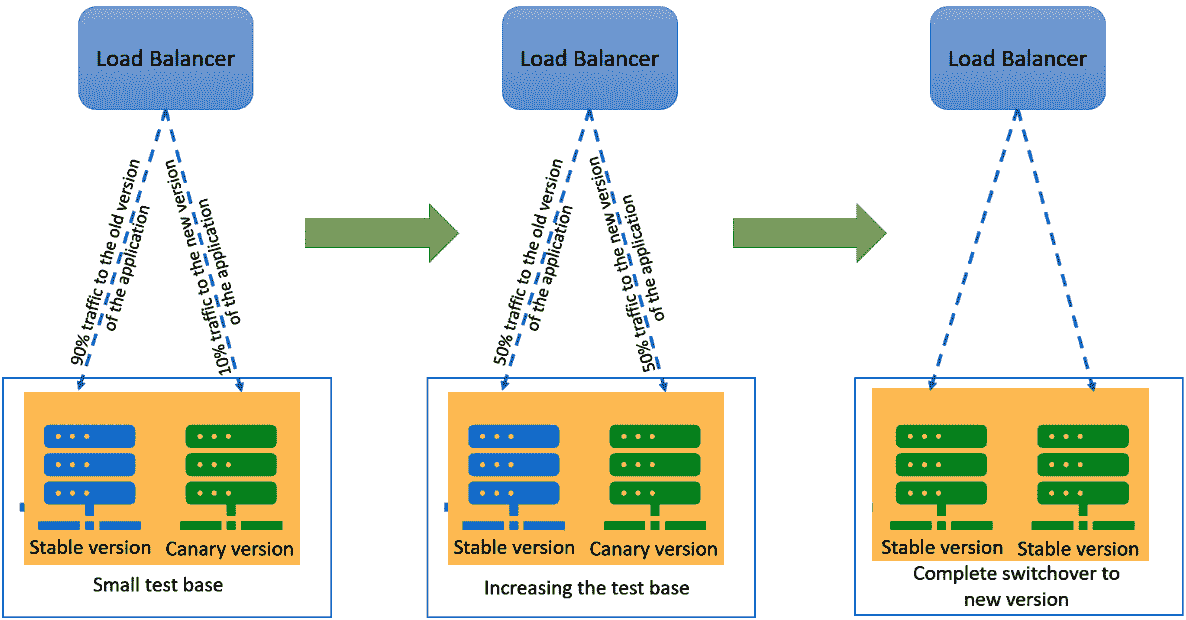 Load Balancer
Load Balancer
Load Balancer
90% traffic to the old version
of the application
10% traffic to the new version
of the application
50% traffic to the old version
of the application
50% traffic to the new version
of the application
Stable version
Canary version
Small test base
Stable version
Canary version
Increasing the test base
Stable version
Stable version
Complete switchover to
new version